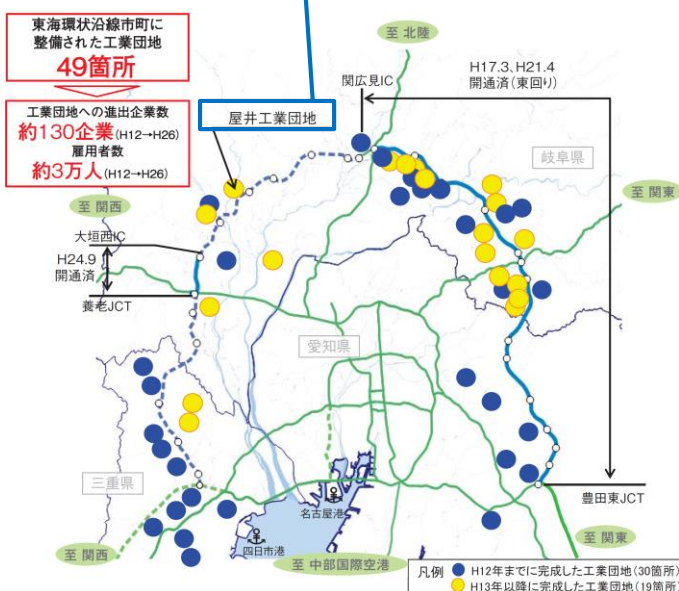 東海環状沿線市町に
整備された工業団地
49箇所
工業団地への進出企業数
約130企業(H12→H26)
雇用者数
約3万人(H12→H26)
屋井工業団地
至 北陸
関広見IC
H17.3、H21.4
開通済(東回り)
岐阜県
至 関東
至 関西
大垣西IC
H24.9
開通済
養老JCT
愛知県
三重県
名古屋港
四日市港
豊田東JCT
至 関西
至 中部国際空港
至 関東
凡例
H12年までに完成した工業団地(30箇所)
H13年以降に完成した工業団地(19箇所)